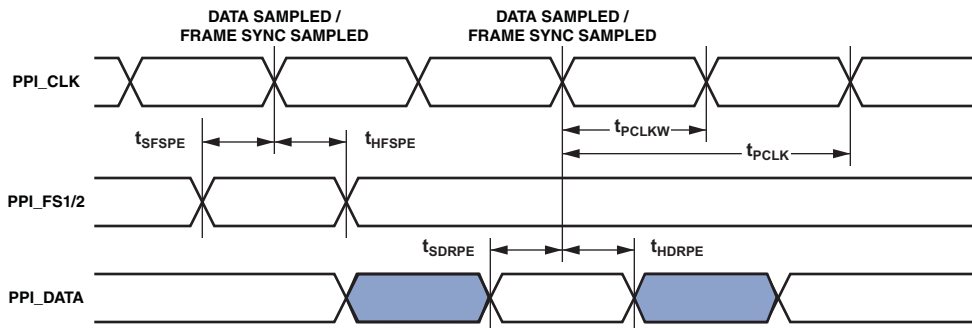 DATA SAMPLED /
FRAME SYNC SAMPLED
DATA SAMPLED /
FRAME SYNC SAMPLED
PPI_CLK
tSFSPE
tHFSPE
tPCLKW
tPCLK
PPI_FS1/2
tSDRPE
tHDRPE
PPI_DATA